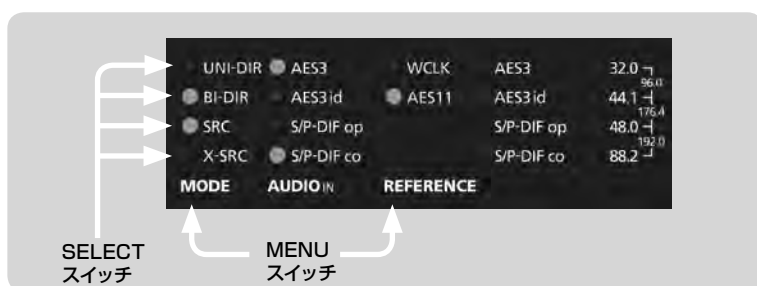 UNI-DIR AES3 WCLK AES3 32.0
96.0
BI-DIR AES3id AES11 AES3id 44.1
176.4
SRC S/P-DIF op S/P-DIF op 48.0
192.0
X-SRC S/P-DIF co S/P-DIF co 88.2
MODE AUDIO IN REFERENCE
SELECT
スイッチ
MENU
スイッチ